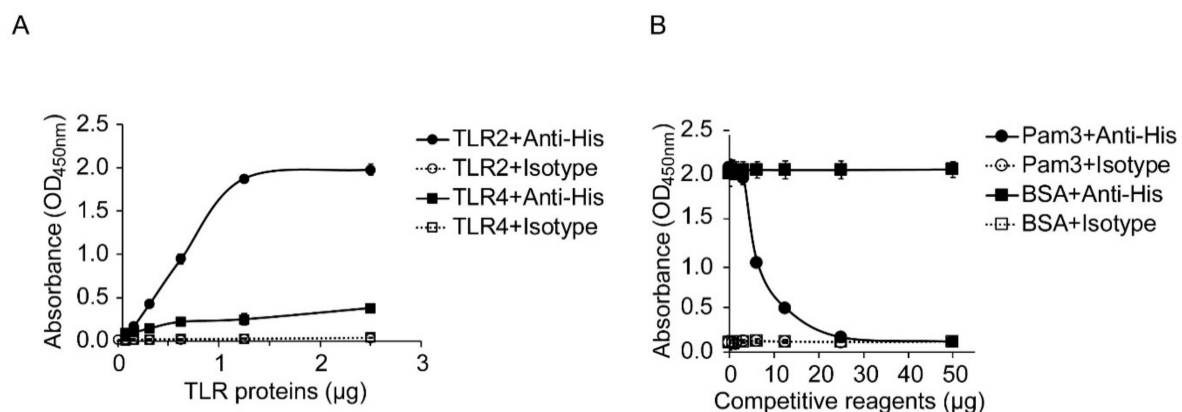 A
B
2.5
2.0
1.5
1.0
0.5
0.0
Absorbance (OD450nm)
0
1
2
3
TLR proteins (µg)
TLR2+Anti-His
TLR2+Isotype
TLR4+Anti-His
TLR4+Isotype
2.5
2.0
1.5
1.0
0.5
0.0
Absorbance (OD450nm)
0
10
20
30
40
50
Competitive reagents (µg)
Pam3+Anti-His
Pam3+Isotype
BSA+Anti-His
BSA+Isotype